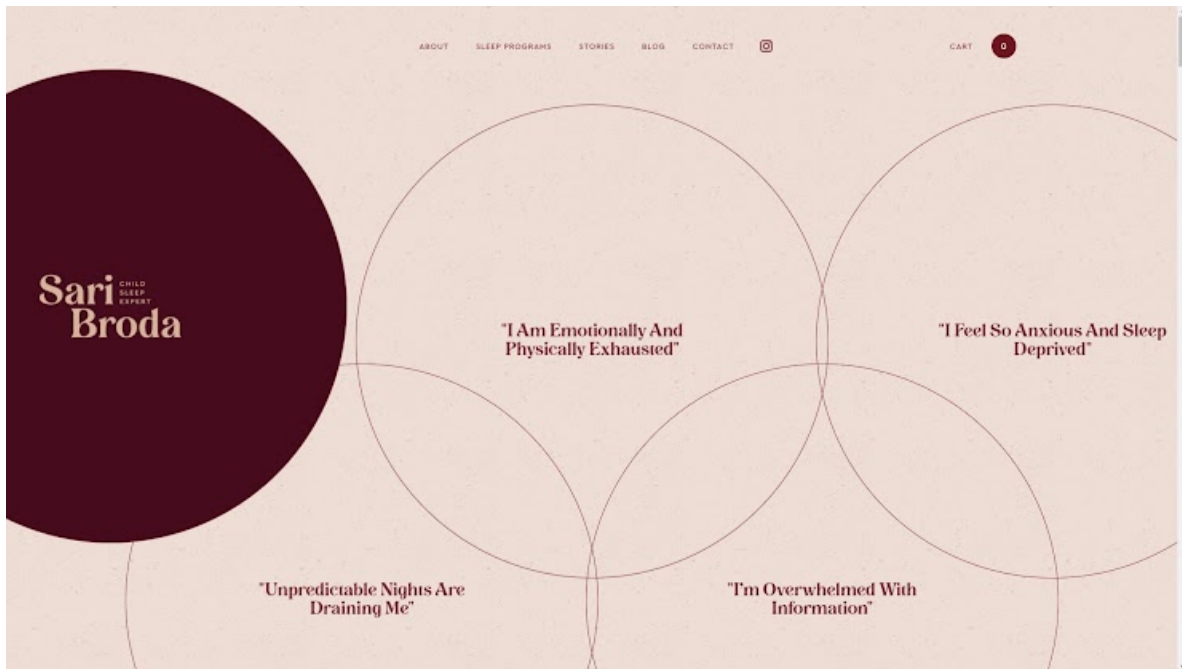 ABOUT SLEEP PROGRAMS STORIES BLOG CONTACT CART 0
Sari CHILD
SLEEP
EXPERT
Broda
"I Am Emotionally And
Physically Exhausted"
"I Feel So Anxious And Sleep
Deprived"
"Unpredictable Nights Are
Draining Me"
"I'm Overwhelmed With
Information"